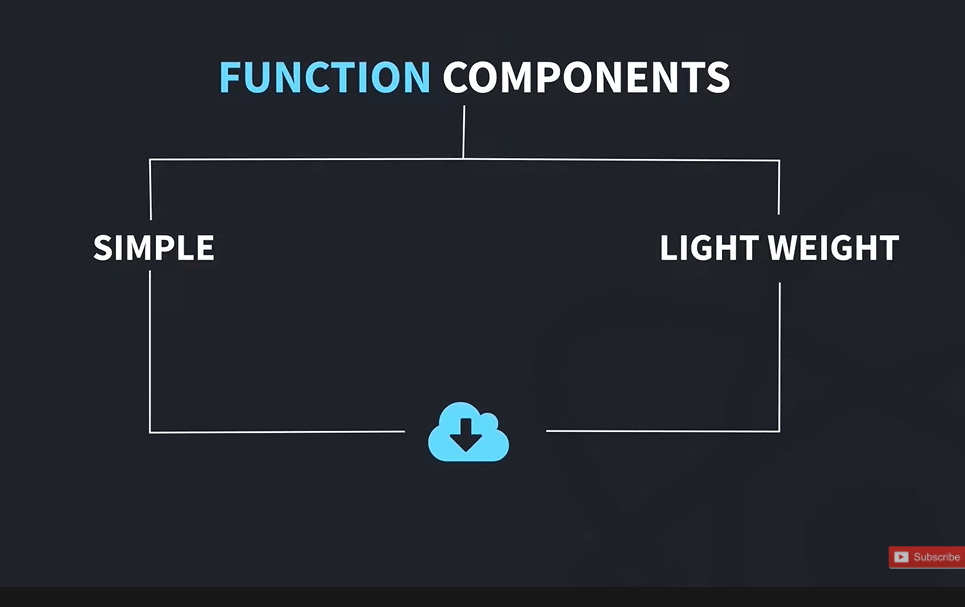 FUNCTION COMPONENTS
SIMPLE
LIGHT WEIGHT
Subscribe